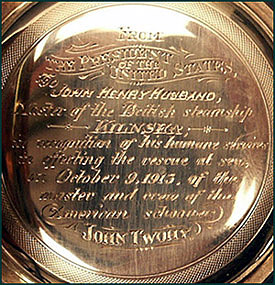 FROM
THE PRESIDENT
OF THE
UNITED STATES,
To
JOHN HENRY HUSBAND,
Master of the British steamship
in recognition of his humane services
in effecting the rescue at sea,
on October 9, 1913, of the
master and crew of the
(American schooner)
JOHN TWOHY